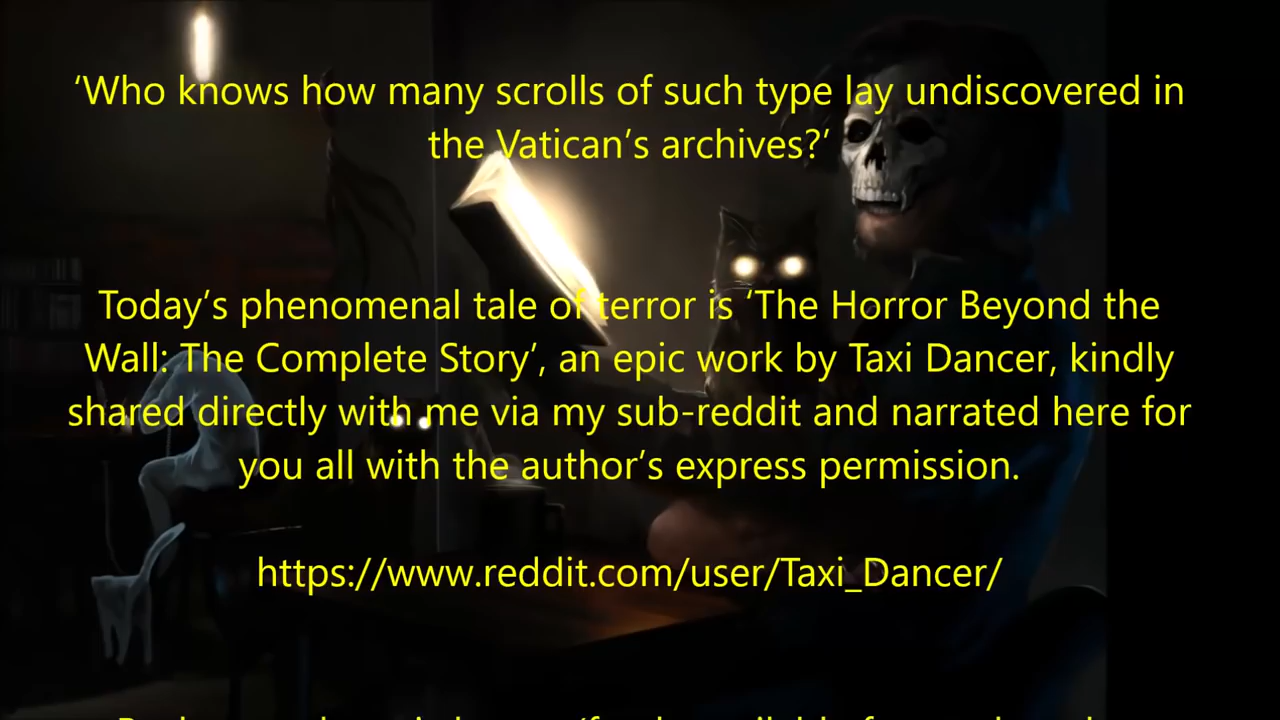 ‘Who knows how many scrolls of such type lay undiscovered in
the Vatican’s archives?’
Today’s phenomenal tale of terror is ‘The Horror Beyond the
Wall: The Complete Story’, an epic work by Taxi Dancer, kindly
shared directly with me via my sub-reddit and narrated here for
you all with the author’s express permission.
https://www.reddit.com/user/Taxi_Dancer/